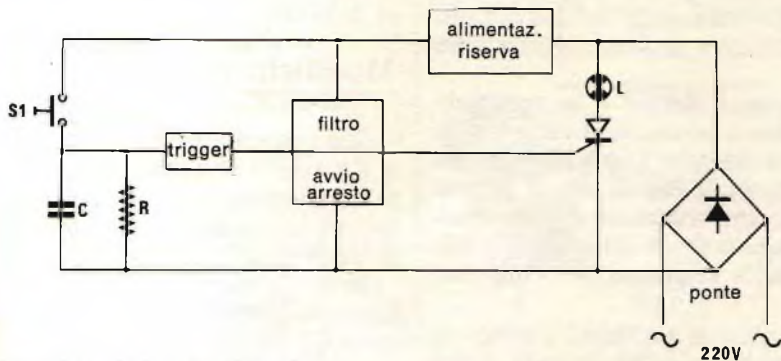 alimentaz.
riserva
L
S1
filtro
trigger
avvio
arresto
C
R
ponte
220V